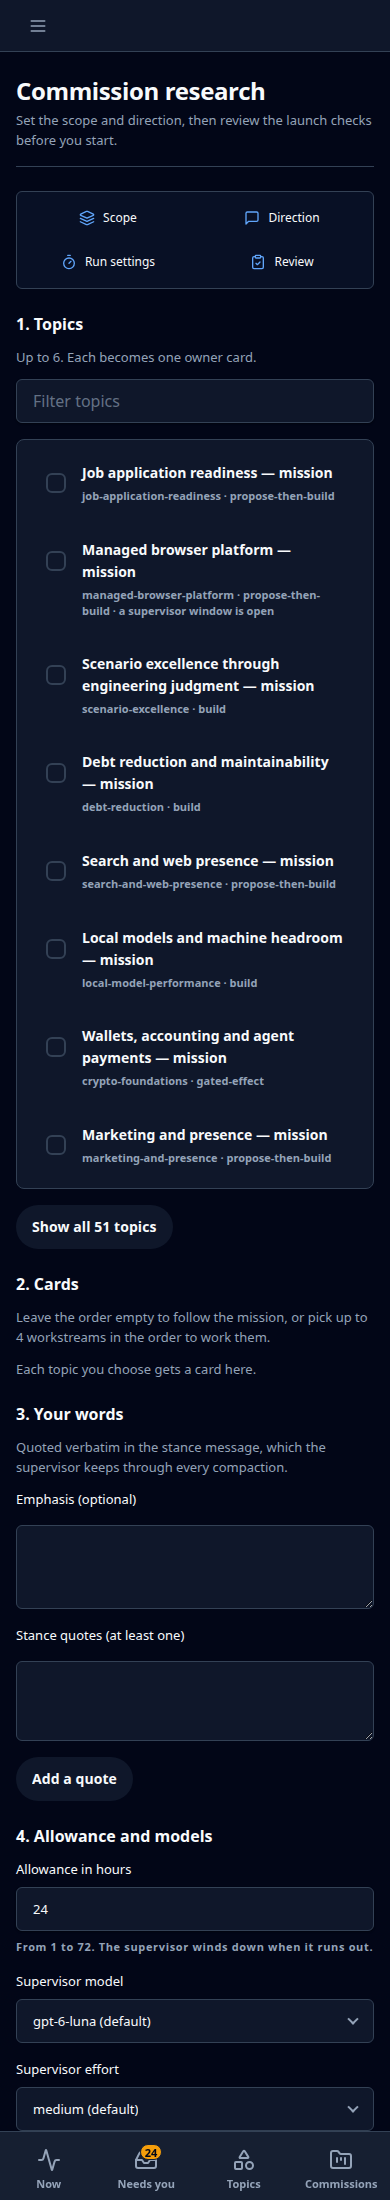 Commission research
Set the scope and direction, then review the launch checks
before you start.
Scope
Direction
Run settings
Review
1. Topics
Up to 6. Each becomes one owner card.
Filter topics
Job application readiness — mission
job-application-readiness · propose-then-build
Managed browser platform —
mission
managed-browser-platform · propose-then-
build · a supervisor window is open
Scenario excellence through
engineering judgment — mission
scenario-excellence · build
Debt reduction and maintainability
— mission
debt-reduction · build
Search and web presence — mission
search-and-web-presence · propose-then-build
Local models and machine headroom
— mission
local-model-performance · build
Wallets, accounting and agent
payments — mission
crypto-foundations · gated-effect
Marketing and presence — mission
marketing-and-presence · propose-then-build
Show all 51 topics
2. Cards
Leave the order empty to follow the mission, or pick up to
4 workstreams in the order to work them.
Each topic you choose gets a card here.
3. Your words
Quoted verbatim in the stance message, which the
supervisor keeps through every compaction.
Emphasis (optional)
Stance quotes (at least one)
Add a quote
4. Allowance and models
Allowance in hours
24
From 1 to 72. The supervisor winds down when it runs out.
Supervisor model
gpt-6-luna (default)
Supervisor effort
medium (default)
24
Now
Needs you
Topics
Commissions